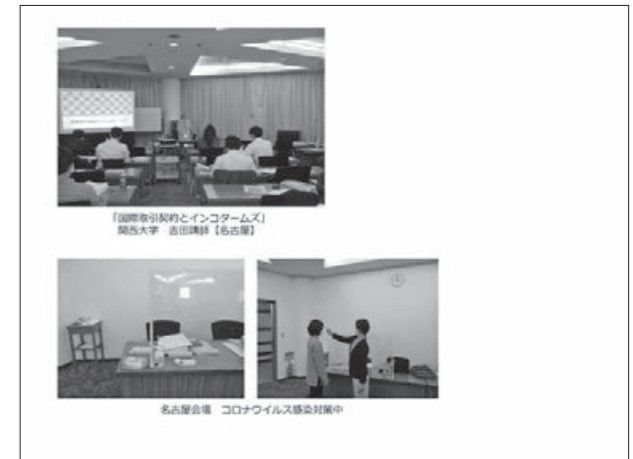 「国際取引契約とインコタームズ」
関西大学　吉田講師【名古屋】
名古屋会場　コロナウイルス感染対策中